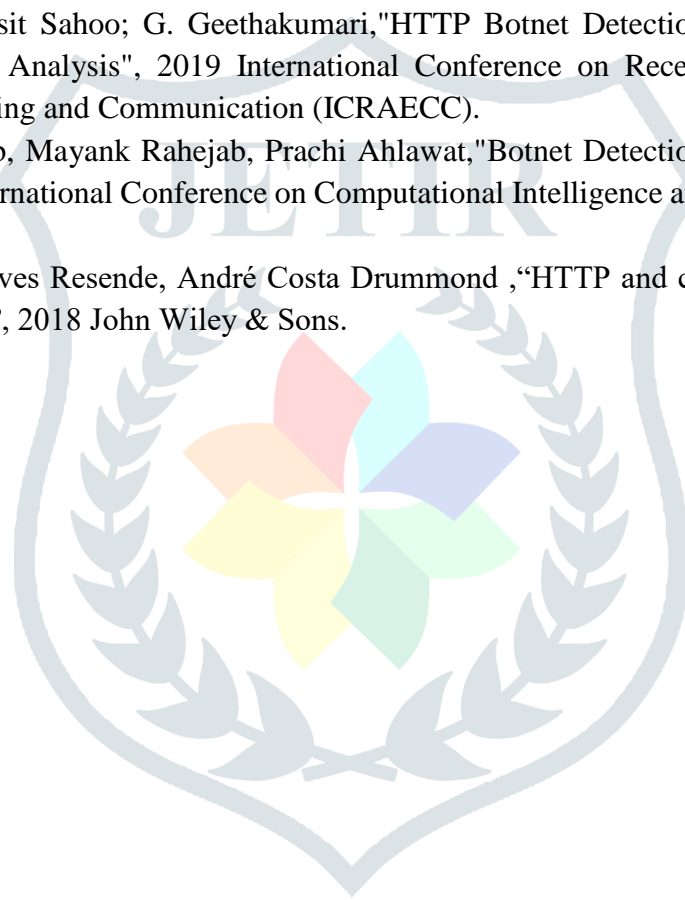 sit Sahoo; G. Geethakumari,"HTTP Botnet Detectio
Analysis", 2019 International Conference on Rece
ing and Communication (ICRAECC).
, Mayank Rahejab, Prachi Ahlawat,"Botnet Detectio
rnational Conference on Computational Intelligence a
JETIR
ves Resende, André Costa Drummond ,“HTTP and c
, 2018 John Wiley & Sons.